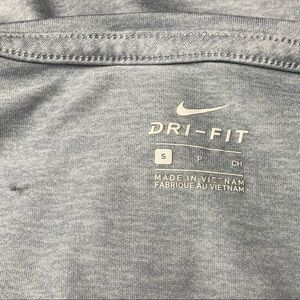 DRI-FIT
S P CH
MADE IN VIETNAM
FABRIQUÉ AU VIETNAM